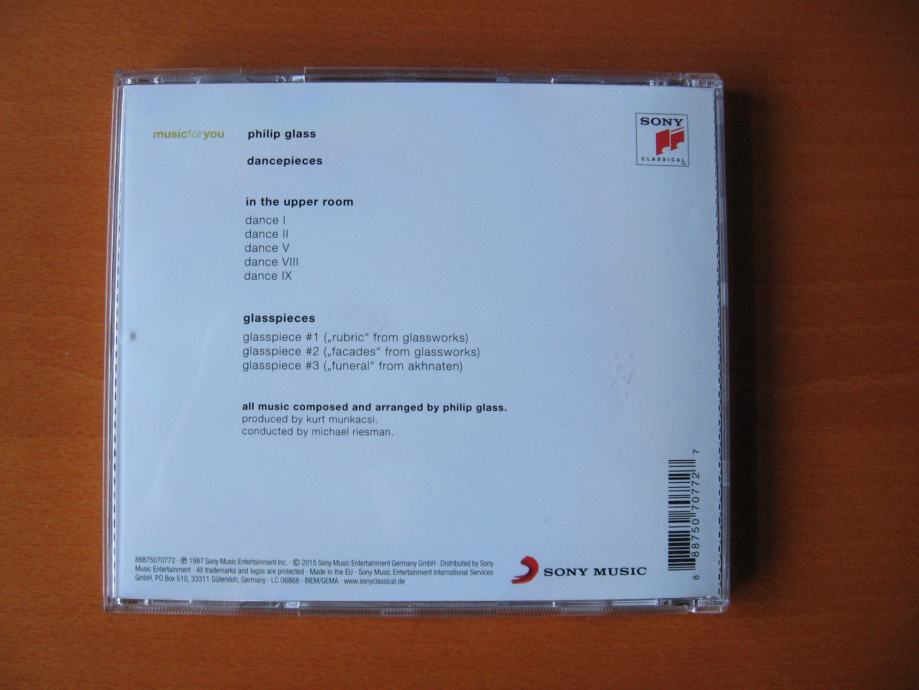 musicforyou philip glass
dancepieces
SONY
CLASSICAL
in the upper room
dance I
dance II
dance V
dance VIII
dance IX
glasspieces
glasspiece #1 („rubric“ from glassworks)
glasspiece #2 („facades“ from glassworks)
glasspiece #3 („funeral“ from akhnaten)
all music composed and arranged by philip glass.
produced by kurt munkacsi.
conducted by michael riesman.
88875070772 · ℗ 1987 Sony Music Entertainment Inc. · © 2015 Sony Music Entertainment Germany GmbH · Distributed by Sony
Music Entertainment · All trademarks and logos are protected · Made in the EU · Sony Music Entertainment International Services
GmbH, PO Box 510, 33311 Gütersloh, Germany · LC 06868 · BIEM/GEMA · www.sonyclassical.de
SONY MUSIC
8 88750 70772 7